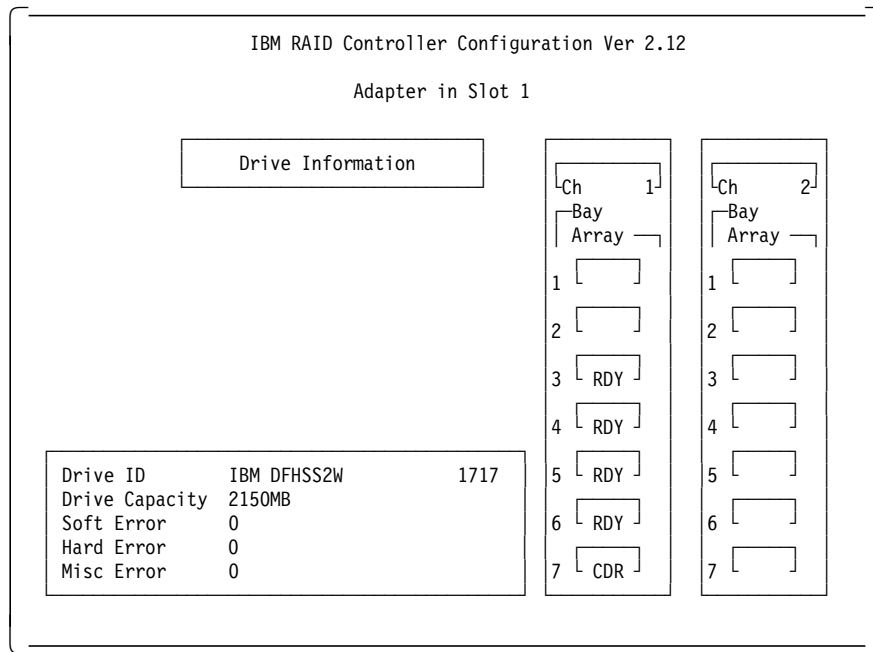 IBM RAID Controller Configuration Ver 2.12
Adapter in Slot 1
Drive Information
Ch 1
Bay
Array
1
2
3 RDY
4 RDY
5 RDY
6 RDY
7 CDR
Ch 2
Bay
Array
1
2
3
4
5
6
7
Drive ID IBM DFHSS2W 1717
Drive Capacity 2150MB
Soft Error 0
Hard Error 0
Misc Error 0